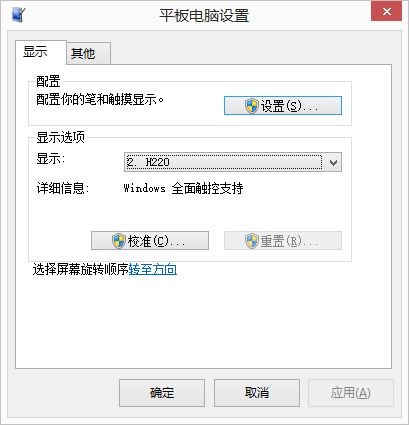 平板电脑设置
显示
其他
配置
配置你的笔和触摸显示。
设置(S)...
显示选项
显示:
2. H220
详细信息:
Windows 全面触控支持
校准(C)...
重置(R)...
选择屏幕旋转顺序转至方向
确定
取消
应用(A)